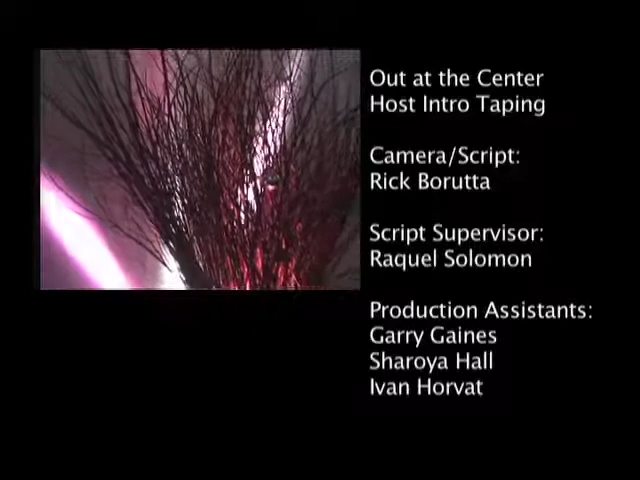 Out at the Center
Host Intro Taping
Camera/Script:
Rick Borutta
Script Supervisor:
Raquel Solomon
Production Assistants:
Garry Gaines
Sharoya Hall
Ivan Horvat